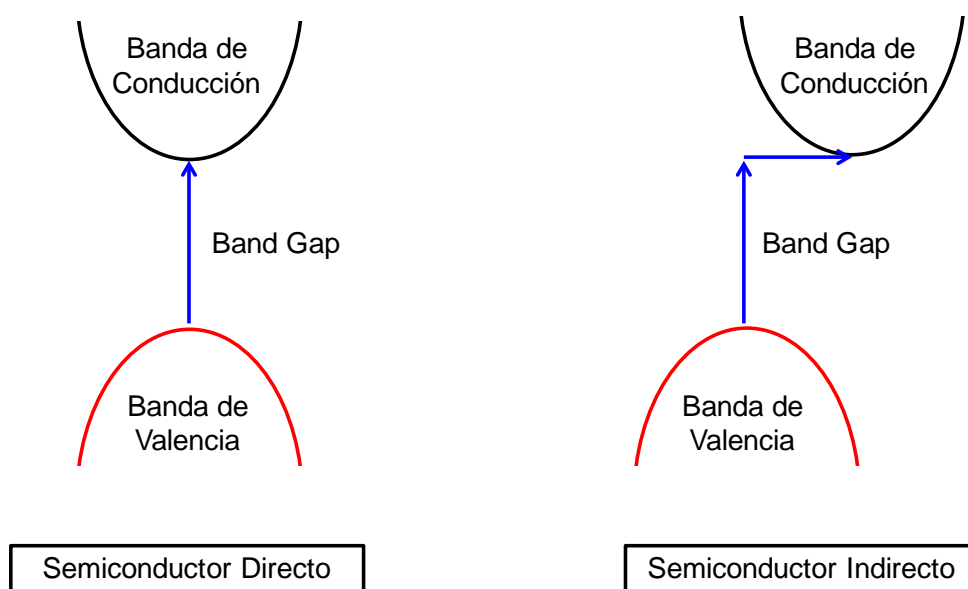 Banda de
Conducción
Band Gap
Banda de
Valencia
Semiconductor Directo
Banda de
Conducción
Band Gap
Banda de
Valencia
Semiconductor Indirecto